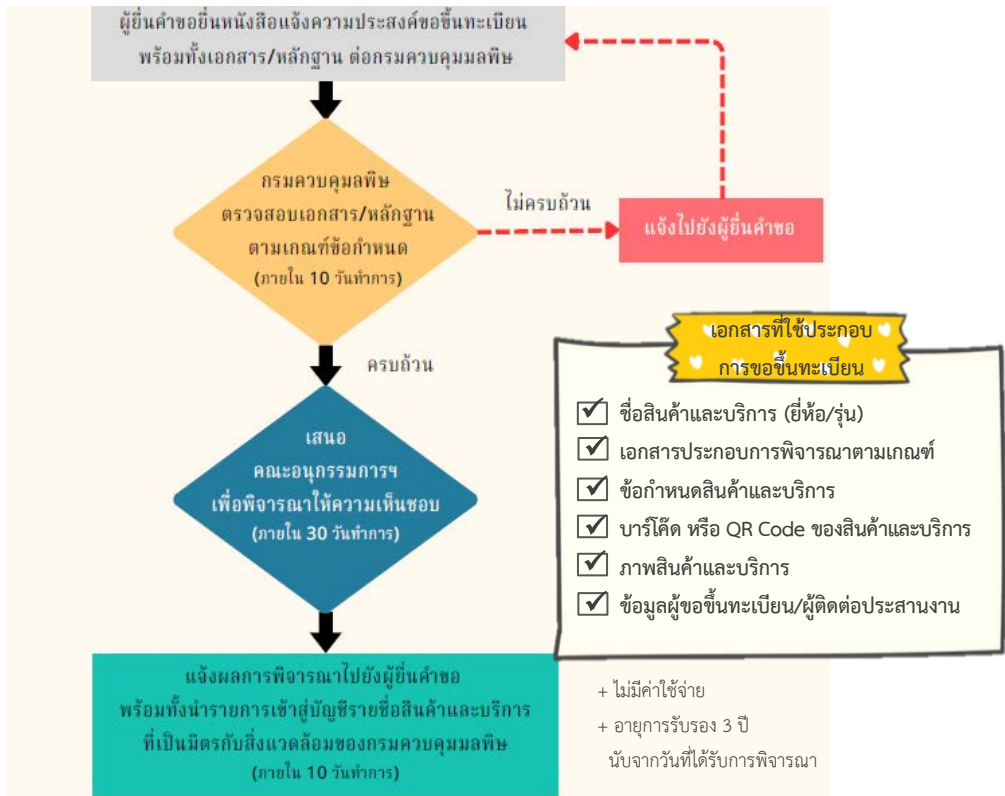 ผู้ยื่นคำขอยื่นหนังสือแจ้งความประสงค์ขอขึ้นทะเบียน
พร้อมทั้งเอกสาร/หลักฐาน ต่อกรมควบคุมมลพิษ
กรมควบคุมลพิษ
ตรวจสอบเอกสาร/หลักฐาน
ตามเกณฑ์ข้อกำหนด
(ภายใน 10 วันทำการ)
ไม่ครบถ้วน
แจ้งไปยังผู้ยื่นคำขอ
ครบถ้วน
เสนอ
คณะอนุกรรมการฯ
เพื่อพิจารณาให้ความเห็นชอบ
(ภายใน 30 วันทำการ)
แจ้งผลการพิจารณาไปยังผู้ยื่นคำขอ
พร้อมทั้งนำรายการเข้าสู่บัญชีรายชื่อสินค้าและบริการ
ที่เป็นมิตรกับสิ่งแวดล้อมของกรมควบคุมมลพิษ
(ภายใน 10 วันทำการ)
เอกสารที่ใช้ประกอบ
การขอขึ้นทะเบียน
ชื่อสินค้าและบริการ (ยี่ห้อ/รุ่น)
เอกสารประกอบการพิจารณาตามเกณฑ์
ข้อกำหนดสินค้าและบริการ
บาร์โค๊ด หรือ QR Code ของสินค้าและบริการ
ภาพสินค้าและบริการ
ข้อมูลผู้ขอขึ้นทะเบียน/ผู้ติดต่อประสานงาน
+ ไม่มีค่าใช้จ่าย
+ อายุการรับรอง 3 ปี
นับจากวันที่ได้รับการพิจารณา